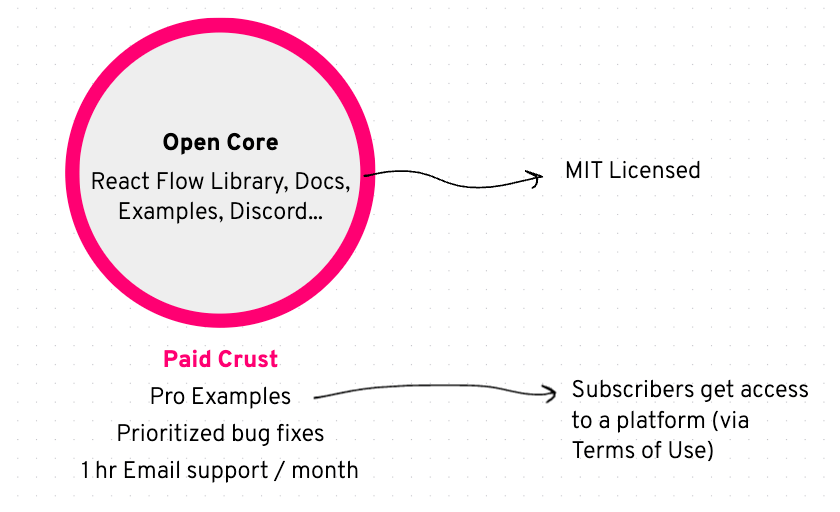 Open Core
React Flow Library, Docs,
Examples, Discord...
MIT Licensed
Paid Crust
Pro Examples
Prioritized bug fixes
1 hr Email support / month
Subscribers get access
to a platform (via
Terms of Use)